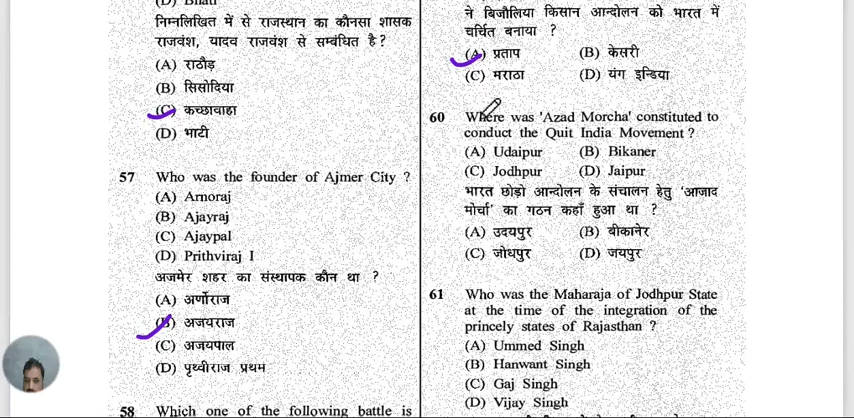 (D) Bhati
निम्नलिखित में से राजस्थान का कौनसा शासक
राजवंश, यादव राजवंश से सम्बंधित है ?
(A) राठौड़
(B) सिसोदिया
(C) कच्छावाहा
(D) भाटी
57 Who was the founder of Ajmer City ?
(A) Arnoraj
(B) Ajayraj
(C) Ajaypal
(D) Prithviraj I
अजमेर शहर का संस्थापक कौन था ?
(A) अर्णोराज
(B) अजयराज
(C) अजयपाल
(D) पृथ्वीराज प्रथम
58 Which one of the following battle is
ने बिजौलिया किसान आन्दोलन को भारत में
चर्चित बनाया ?
(A) प्रताप (B) केसरी
(C) मराठा (D) यंग इन्डिया
60 Where was 'Azad Morcha' constituted to
conduct the Quit India Movement ?
(A) Udaipur (B) Bikaner
(C) Jodhpur (D) Jaipur
भारत छोड़ो आन्दोलन के संचालन हेतु 'आजाद
मोर्चा' का गठन कहाँ हुआ था ?
(A) उदयपुर (B) बीकानेर
(C) जोधपुर (D) जयपुर
61 Who was the Maharaja of Jodhpur State
at the time of the integration of the
princely states of Rajasthan ?
(A) Ummed Singh
(B) Hanwant Singh
(C) Gaj Singh
(D) Vijay Singh